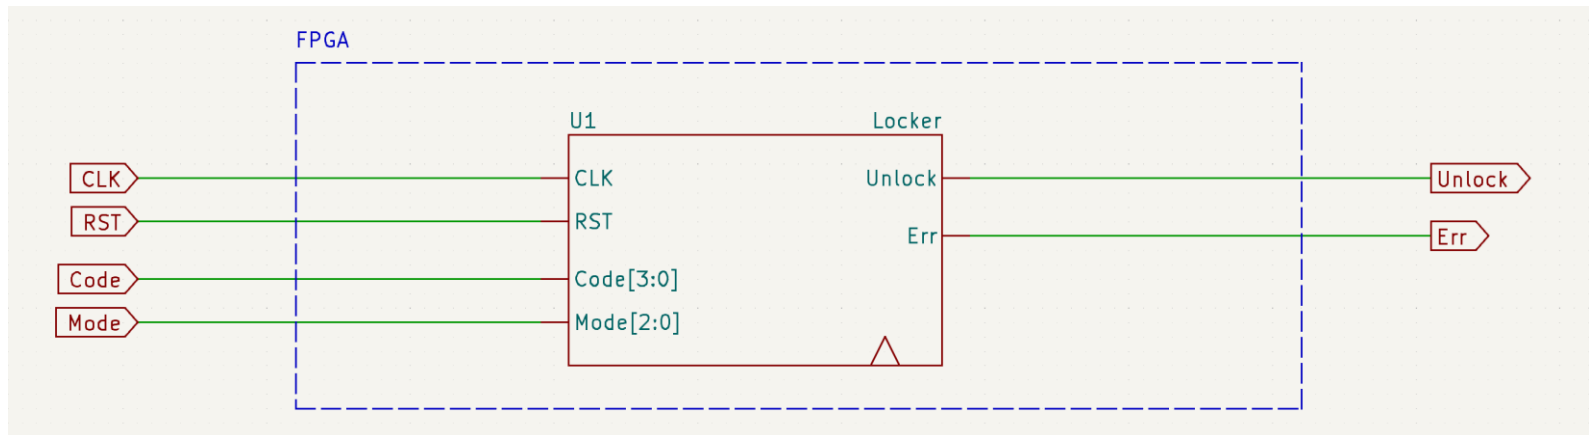 FPGA
U1 Locker
CLK CLK Unlock Unlock
RST RST
Err Err
Code Code[3:0]
Mode Mode[2:0]